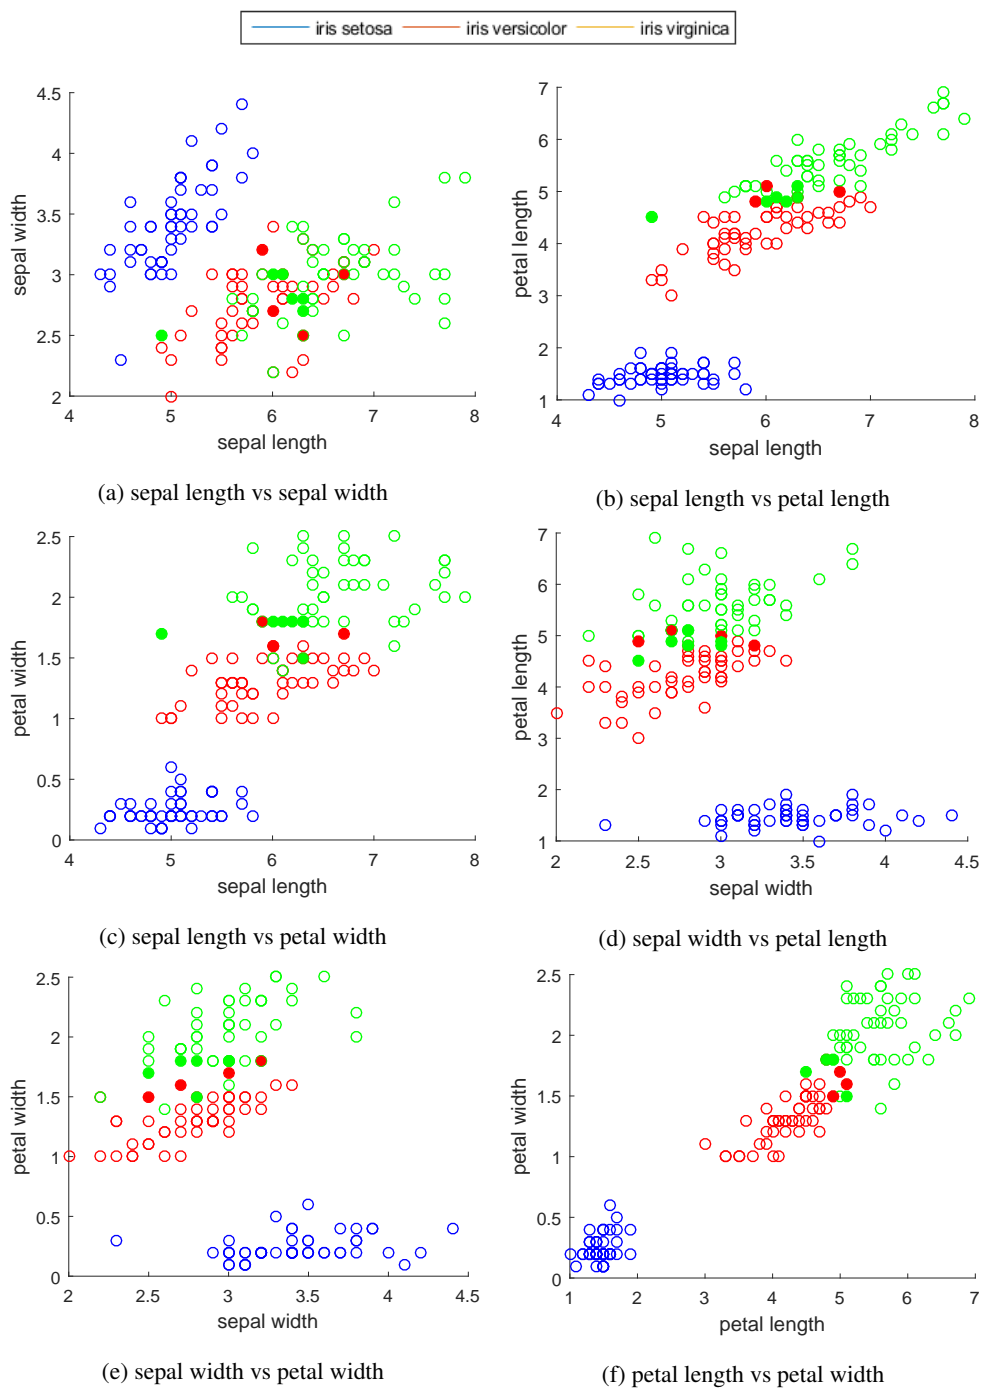 iris setosa iris versicolor iris virginica
4.5
4
3.5
3
2.5
2
sepal width
4 5 6 7 8
sepal length
(a) sepal length vs sepal width
7
6
5
4
3
2
1
petal length
4 5 6 7 8
sepal length
(b) sepal length vs petal length
2.5
2
1.5
1
0.5
0
petal width
4 5 6 7 8
sepal length
(c) sepal length vs petal width
7
6
5
4
3
2
1
petal length
2 2.5 3 3.5 4 4.5
sepal width
(d) sepal width vs petal length
2.5
2
1.5
1
0.5
0
petal width
2 2.5 3 3.5 4 4.5
sepal width
(e) sepal width vs petal width
2.5
2
1.5
1
0.5
0
petal width
1 2 3 4 5 6 7
petal length
(f) petal length vs petal width